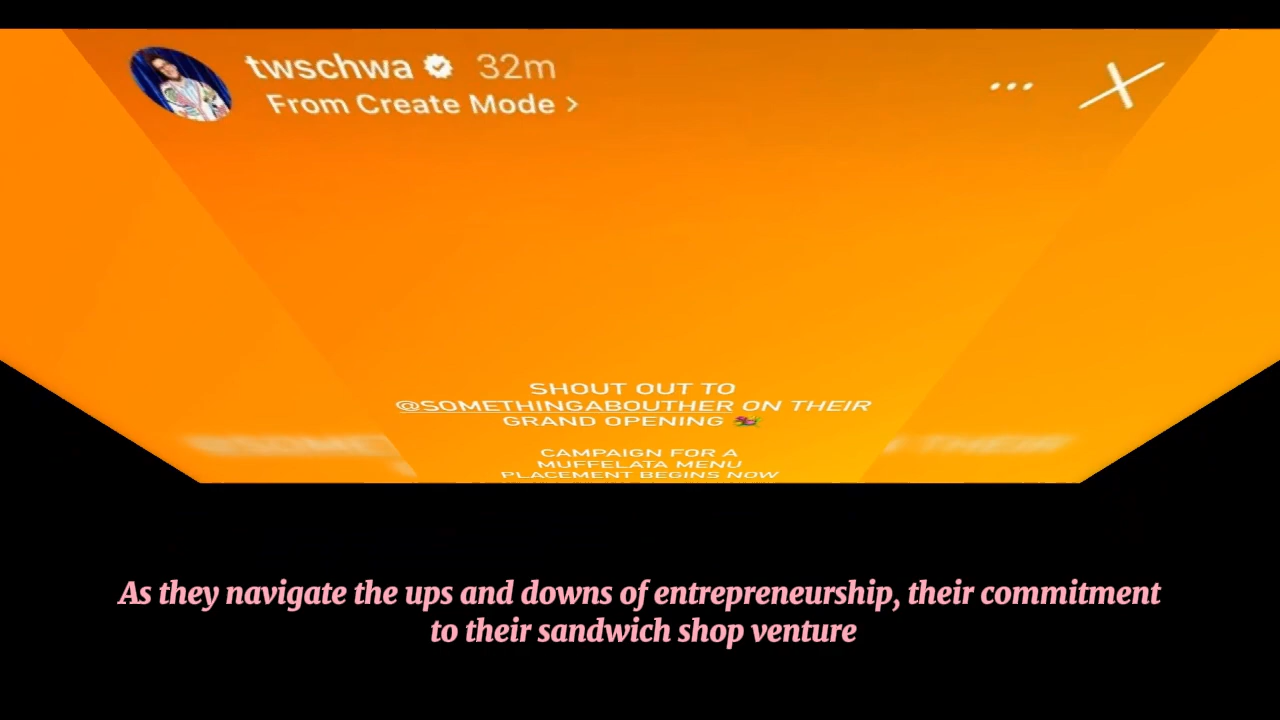 twschwa 32m
From Create Mode >
SHOUT OUT TO
@SOMETHINGABOUTHER ON THEIR
GRAND OPENING 💐
CAMPAIGN FOR A
MUFFELATA MENU
PLACEMENT BEGINS NOW
As they navigate the ups and downs of entrepreneurship, their commitment
to their sandwich shop venture